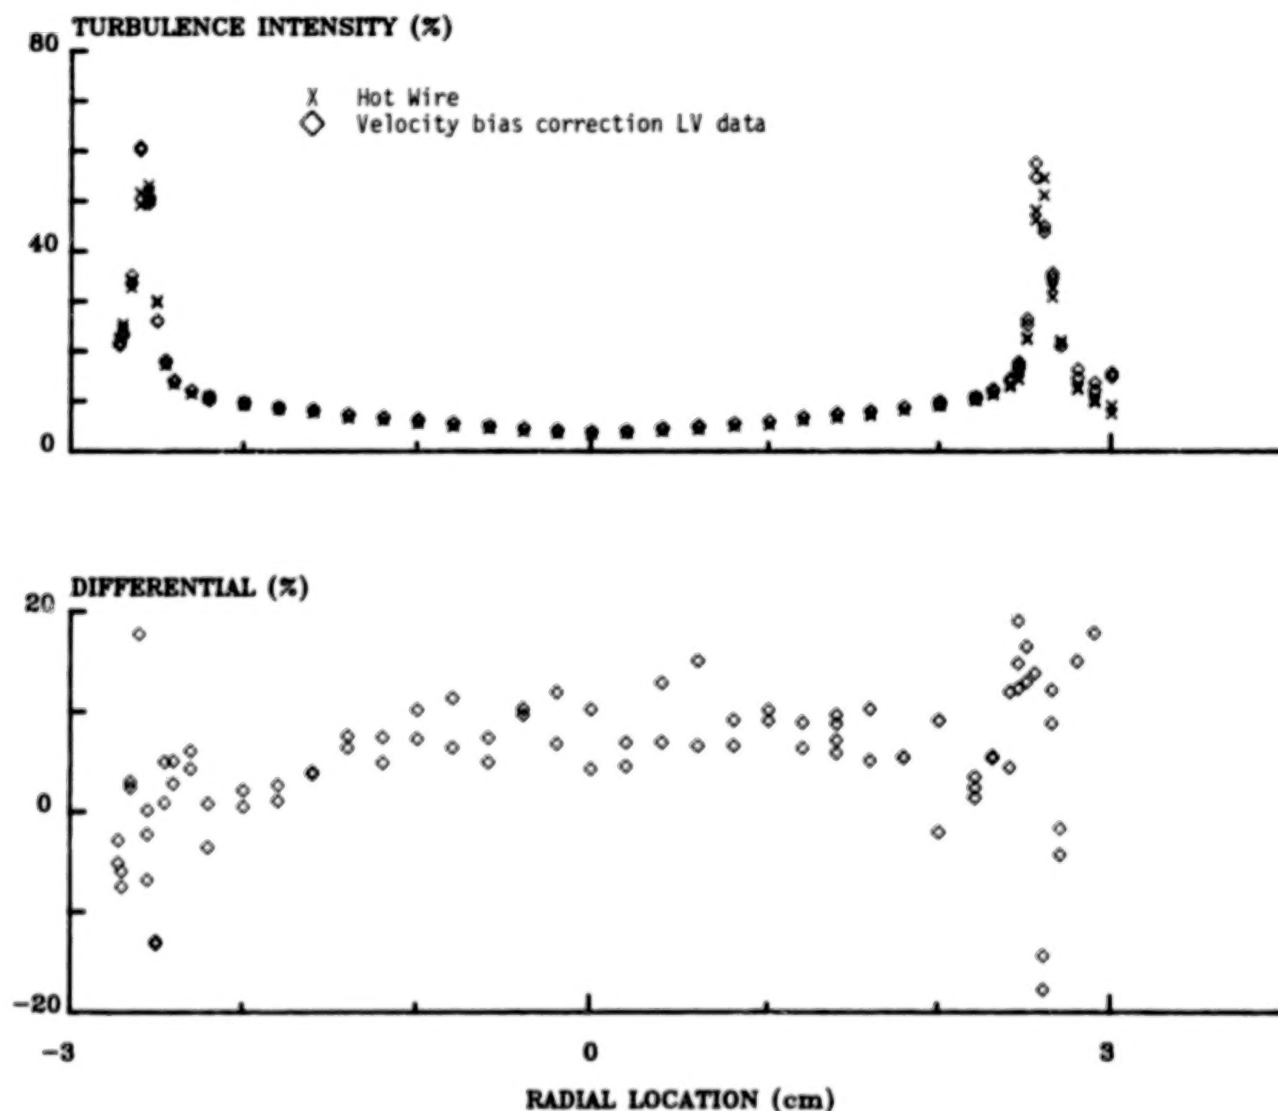 TURBULENCE INTENSITY (%)
80
X Hot Wire
◇ Velocity bias correction LV data
40
0
DIFFERENTIAL (%)
20
0
-20
-3 0 3
RADIAL LOCATION (cm)